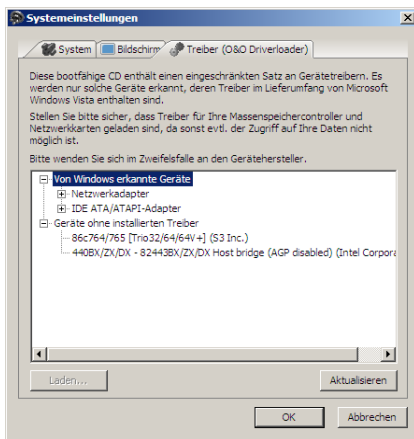 Systemeinstellungen
System Bildschirm Treiber (O&O Driverloader)
Diese bootfähige CD enthält einen eingeschränkten Satz an Gerätetreibern. Es
werden nur solche Geräte erkannt, deren Treiber im Lieferumfang von Microsoft
Windows Vista enthalten sind.
Stellen Sie bitte sicher, dass Treiber für Ihre Massenspeichercontroller und
Netzwerkkarten geladen sind, da sonst evtl. der Zugriff auf Ihre Daten nicht
möglich ist.
Bitte wenden Sie sich im Zweifelsfalle an den Gerätehersteller.
Von Windows erkannte Geräte
Netzwerkadapter
IDE ATA/ATAPI-Adapter
Geräte ohne installierten Treiber
86c764/765 [Trio32/64/64V+] (S3 Inc.)
440BX/ZX/DX - 82443BX/ZX/DX Host bridge (AGP disabled) (Intel Corpora
Laden... Aktualisieren
OK Abbrechen